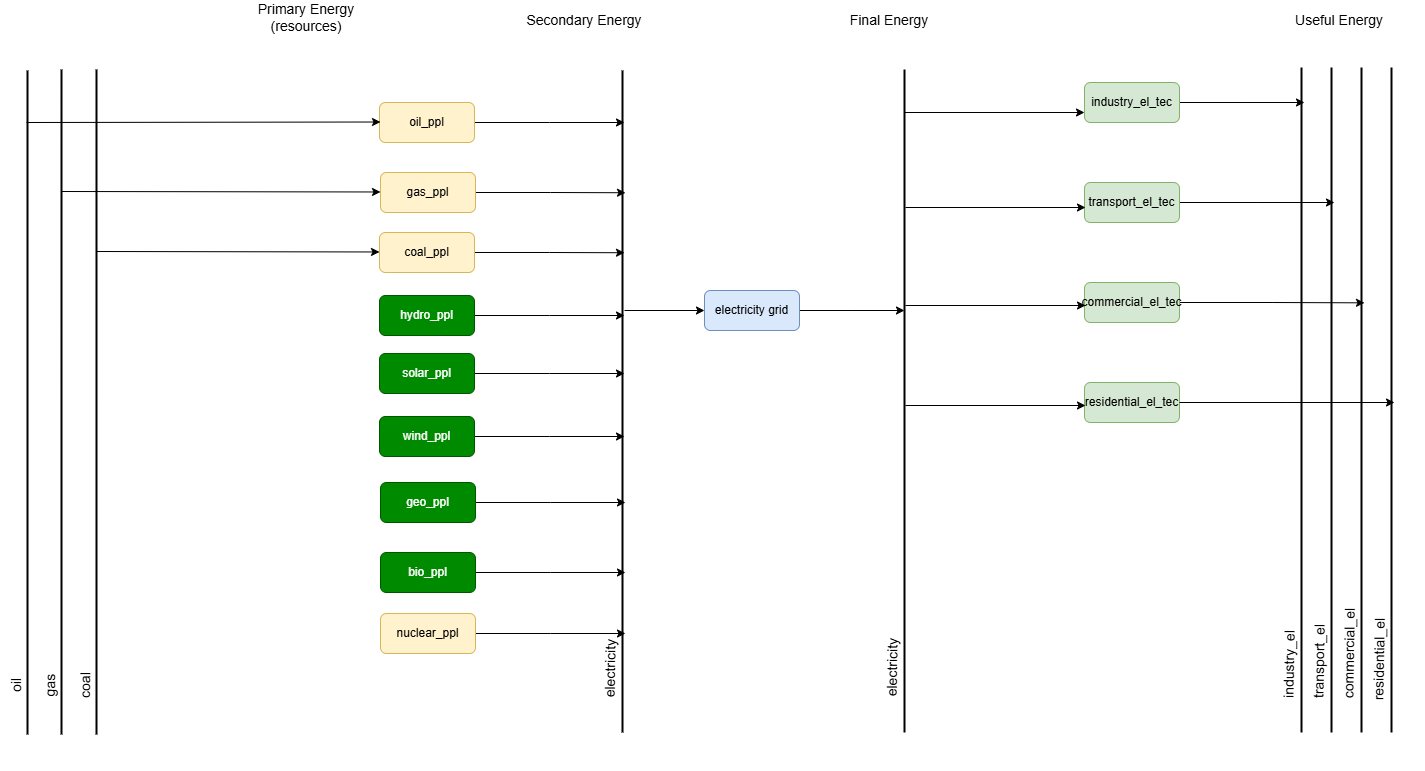 Primary Energy
(resources)
Secondary Energy
Final Energy
Useful Energy
oil_ppl
gas_ppl
coal_ppl
hydro_ppl
solar_ppl
wind_ppl
geo_ppl
bio_ppl
nuclear_ppl
electricity grid
industry_el_tec
transport_el_tec
commercial_el_tec
residential_el_tec
oil
gas
coal
electricity
electricity
industry_el
transport_el
commercial_el
residential_el